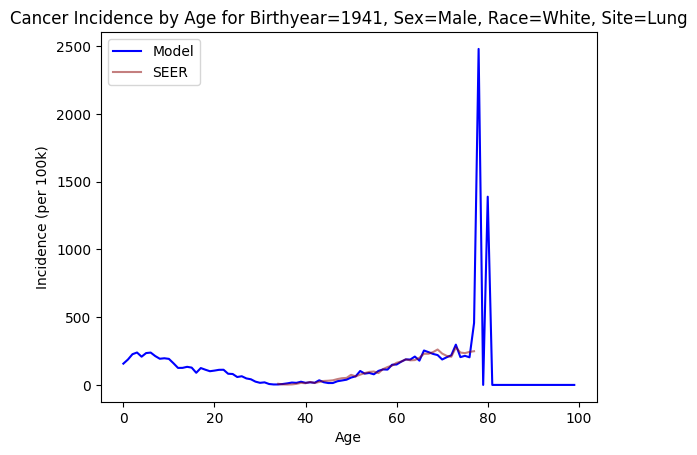 Cancer Incidence by Age for Birthyear=1941, Sex=Male, Race=White, Site=Lung
Model
SEER
2500
2000
1500
1000
500
0
Incidence (per 100k)
0 20 40 60 80 100
Age